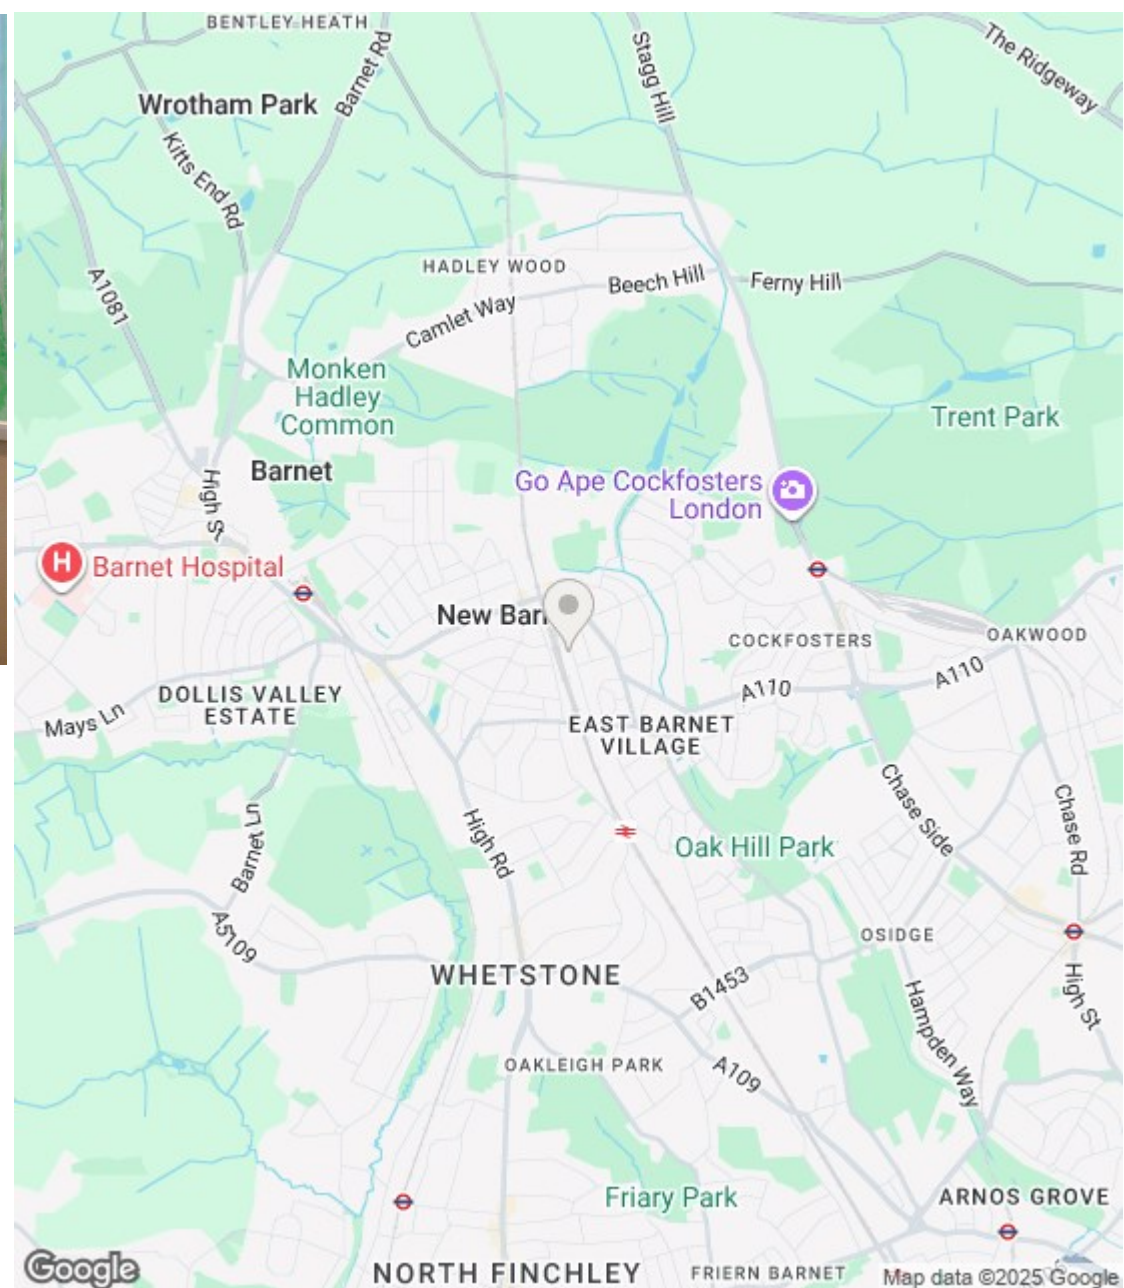 BENTLEY HEATH
Barnet Rd
Stagg Hill
The Ridgeway
Wrotham Park
Kitts End Rd
A1081
HADLEY WOOD
Beech Hill
Ferny Hill
Camlet Way
Monken
Hadley
Common
Trent Park
Barnet
High St
Go Ape Cockfosters
London
H
Barnet Hospital
New Bar
COCKFOSTERS
OAKWOOD
A110
A110
DOLLIS VALLEY
ESTATE
Mays Ln
EAST BARNET
VILLAGE
Chase Side
Chase Rd
Barnet Ln
High Rd
Oak Hill Park
A5109
OSIDGE
WHETSTONE
B1453
High St
Hampden Way
OAKLEIGH PARK
A109
Friary Park
ARNOS GROVE
Google
NORTH FINCHLEY
FRIERN BARNET
Map data ©2025 Google